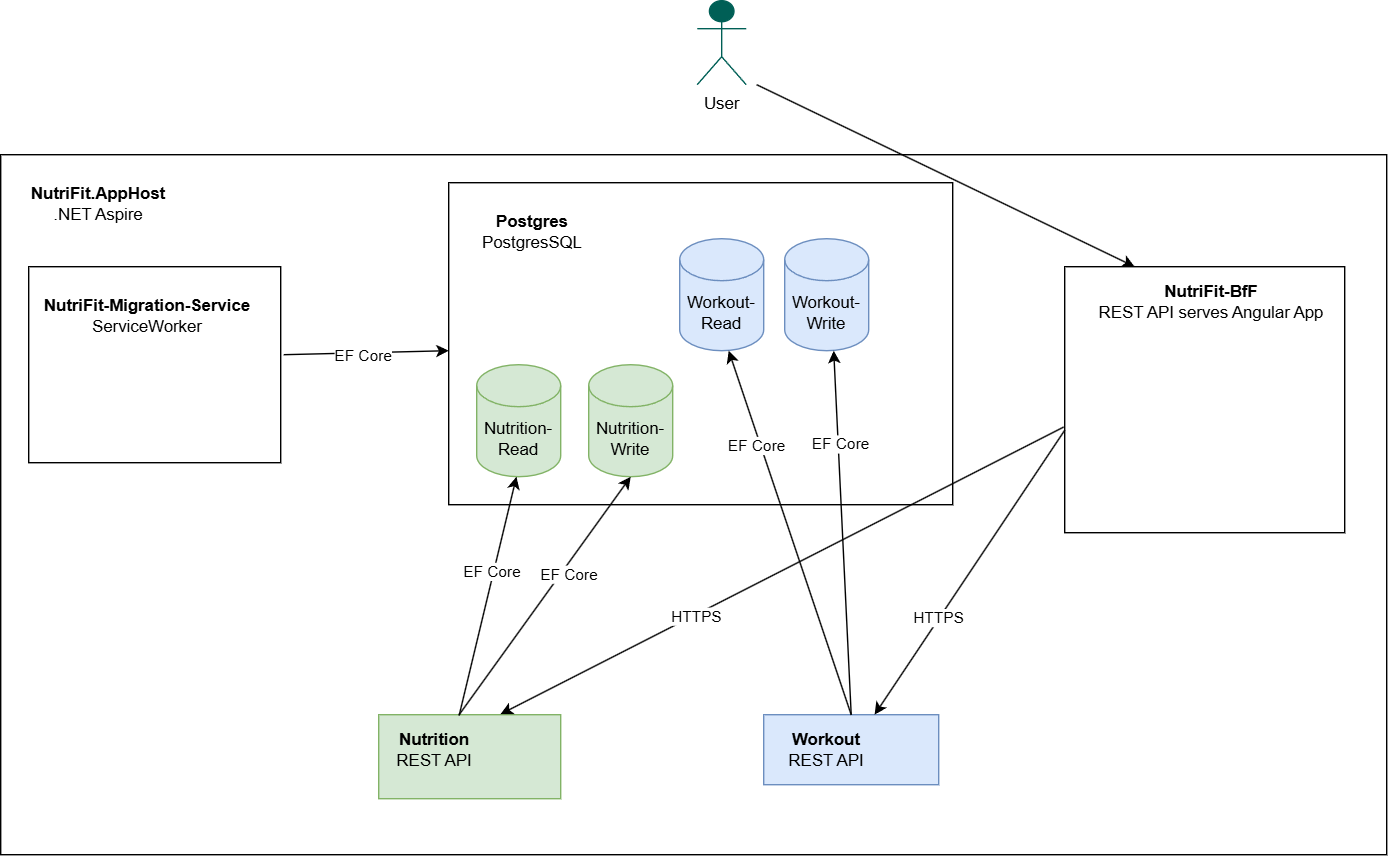 User
NutriFit.AppHost
.NET Aspire
Postgres
PostgresSQL
Workout-
Read
Workout-
Write
NutriFit-BfF
REST API serves Angular App
NutriFit-Migration-Service
ServiceWorker
EF Core
Nutrition-
Read
Nutrition-
Write
EF Core
EF Core
EF Core
EF Core
HTTPS
HTTPS
Nutrition
REST API
Workout
REST API